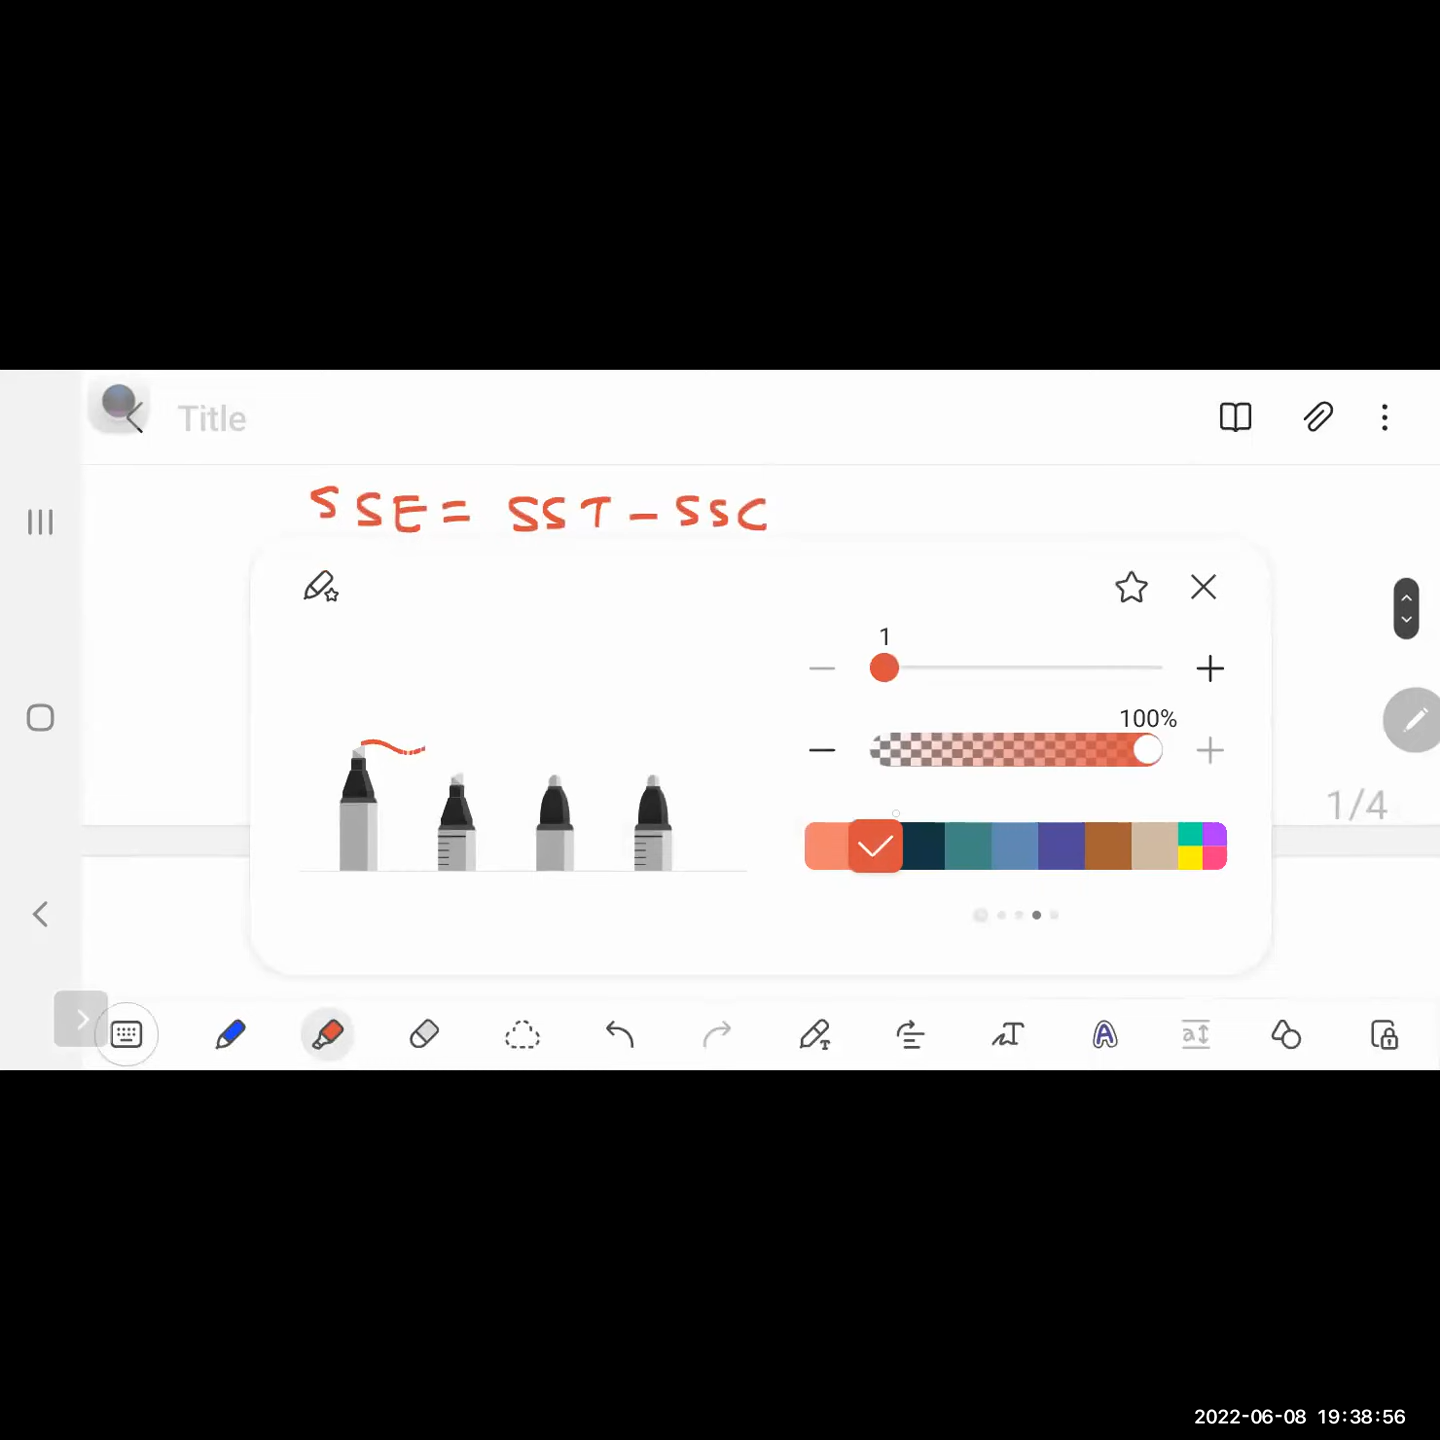 Title
SSE = SST - SSC
1
100%
1/4
T
T
A
a
2022-06-08 19:38:56